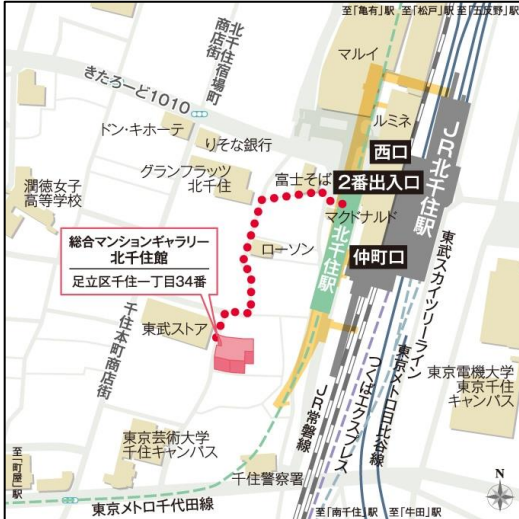 至「亀有」駅
至「松戸」駅
至「五反野」駅
マルイ
北千住宿場町
商店街
きたろーど1010
ドン・キホーテ
りそな銀行
ルミネ
西口
JR北千住駅
グランフラッツ
北千住
富士そば
2番出入口
潤徳女子
高等学校
マクドナルド
北千住駅
総合マンションギャラリー
北千住館
足立区千住一丁目34番
ローソン
仲町口
東武ストア
千住本町商店街
東武スカイツリーライン
東京メトロ日比谷線
つくばエクスプレス
JR常磐線
東京電機大学
東京千住
キャンパス
東京芸術大学
千住キャンパス
至「町屋」駅
千住警察署
東京メトロ千代田線
至「南千住」駅
至「牛田」駅
N